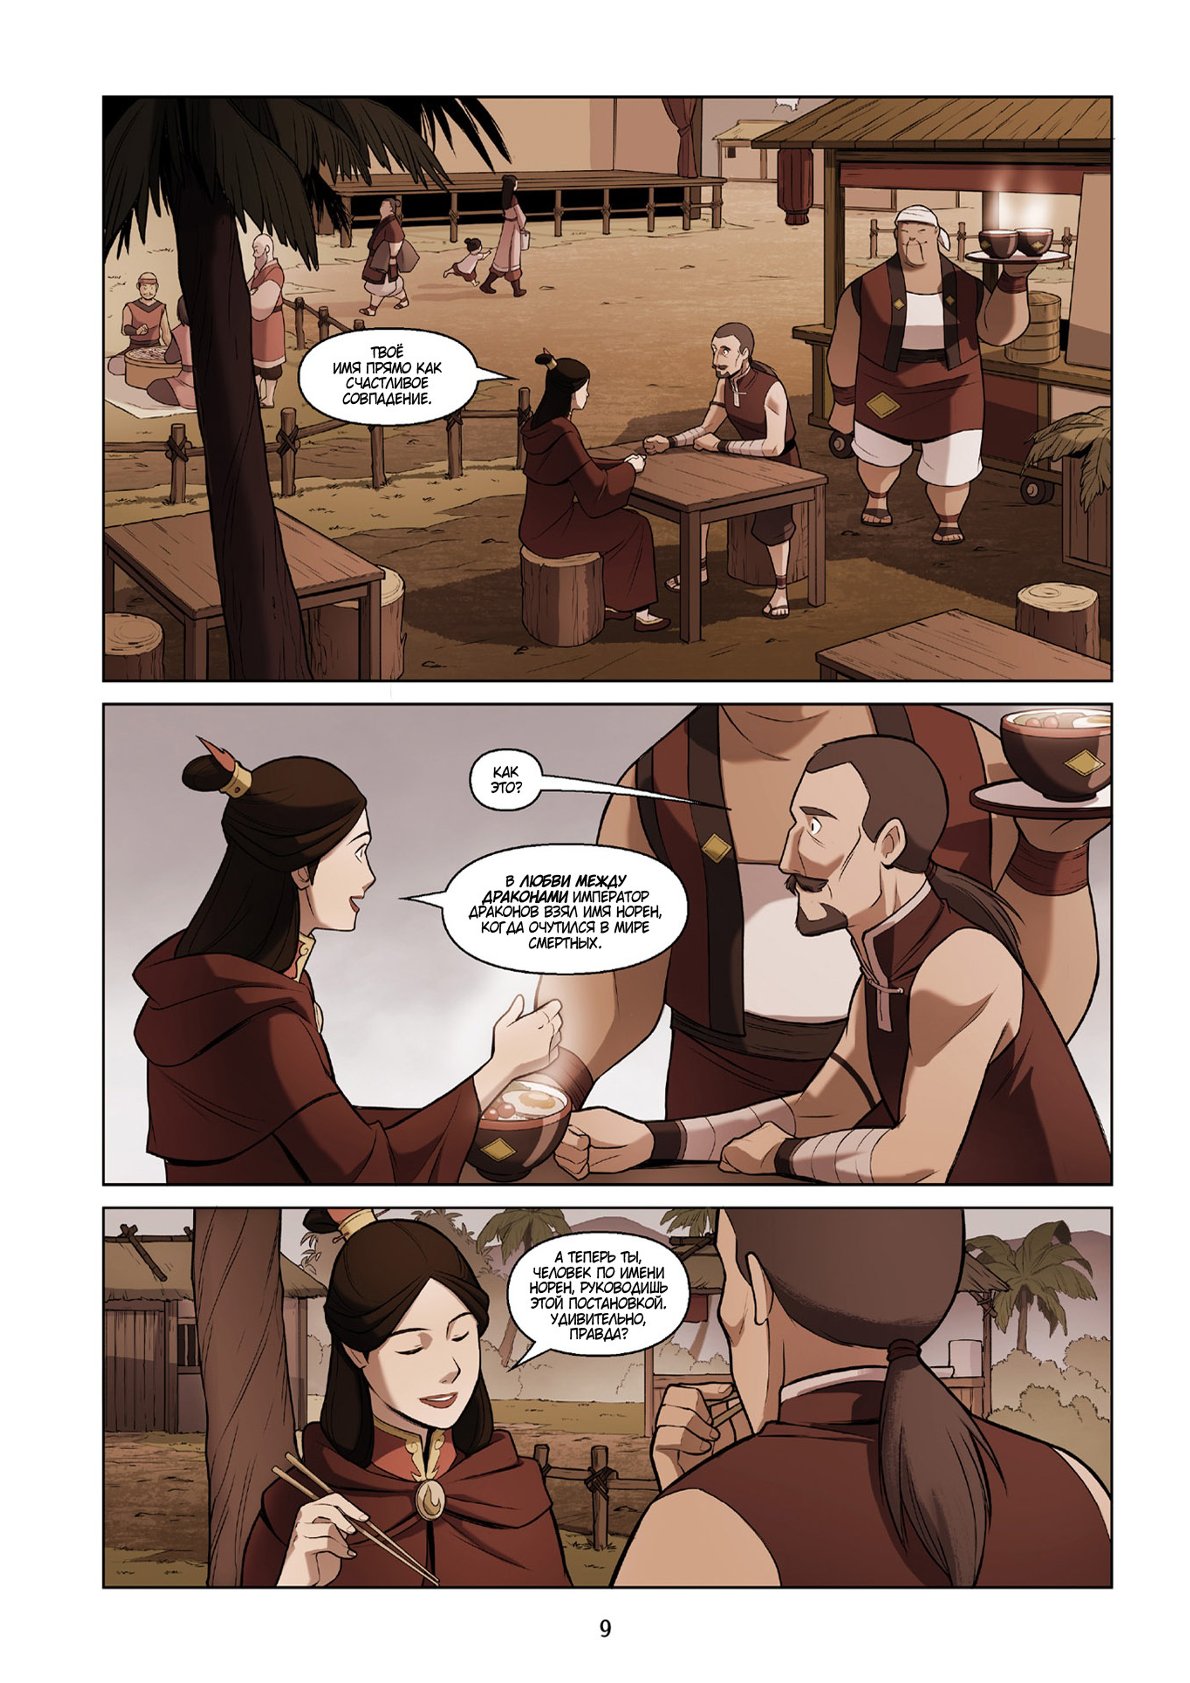 ТВОЁ
ИМЯ ПРЯМО КАК
СЧАСТЛИВОЕ
СОВПАДЕНИЕ.
КАК
ЭТО?
В ЛЮБВИ МЕЖДУ
ДРАКОНАМИ ИМПЕРАТОР
ДРАКОНОВ ВЗЯЛ ИМЯ НОРЕН,
КОГДА ОЧУТИЛСЯ В МИРЕ
СМЕРТНЫХ.
А ТЕПЕРЬ ТЫ,
ЧЕЛОВЕК ПО ИМЕНИ
НОРЕН, РУКОВОДИШЬ
ЭТОЙ ПОСТАНОВКОЙ.
УДИВИТЕЛЬНО,
ПРАВДА?
9